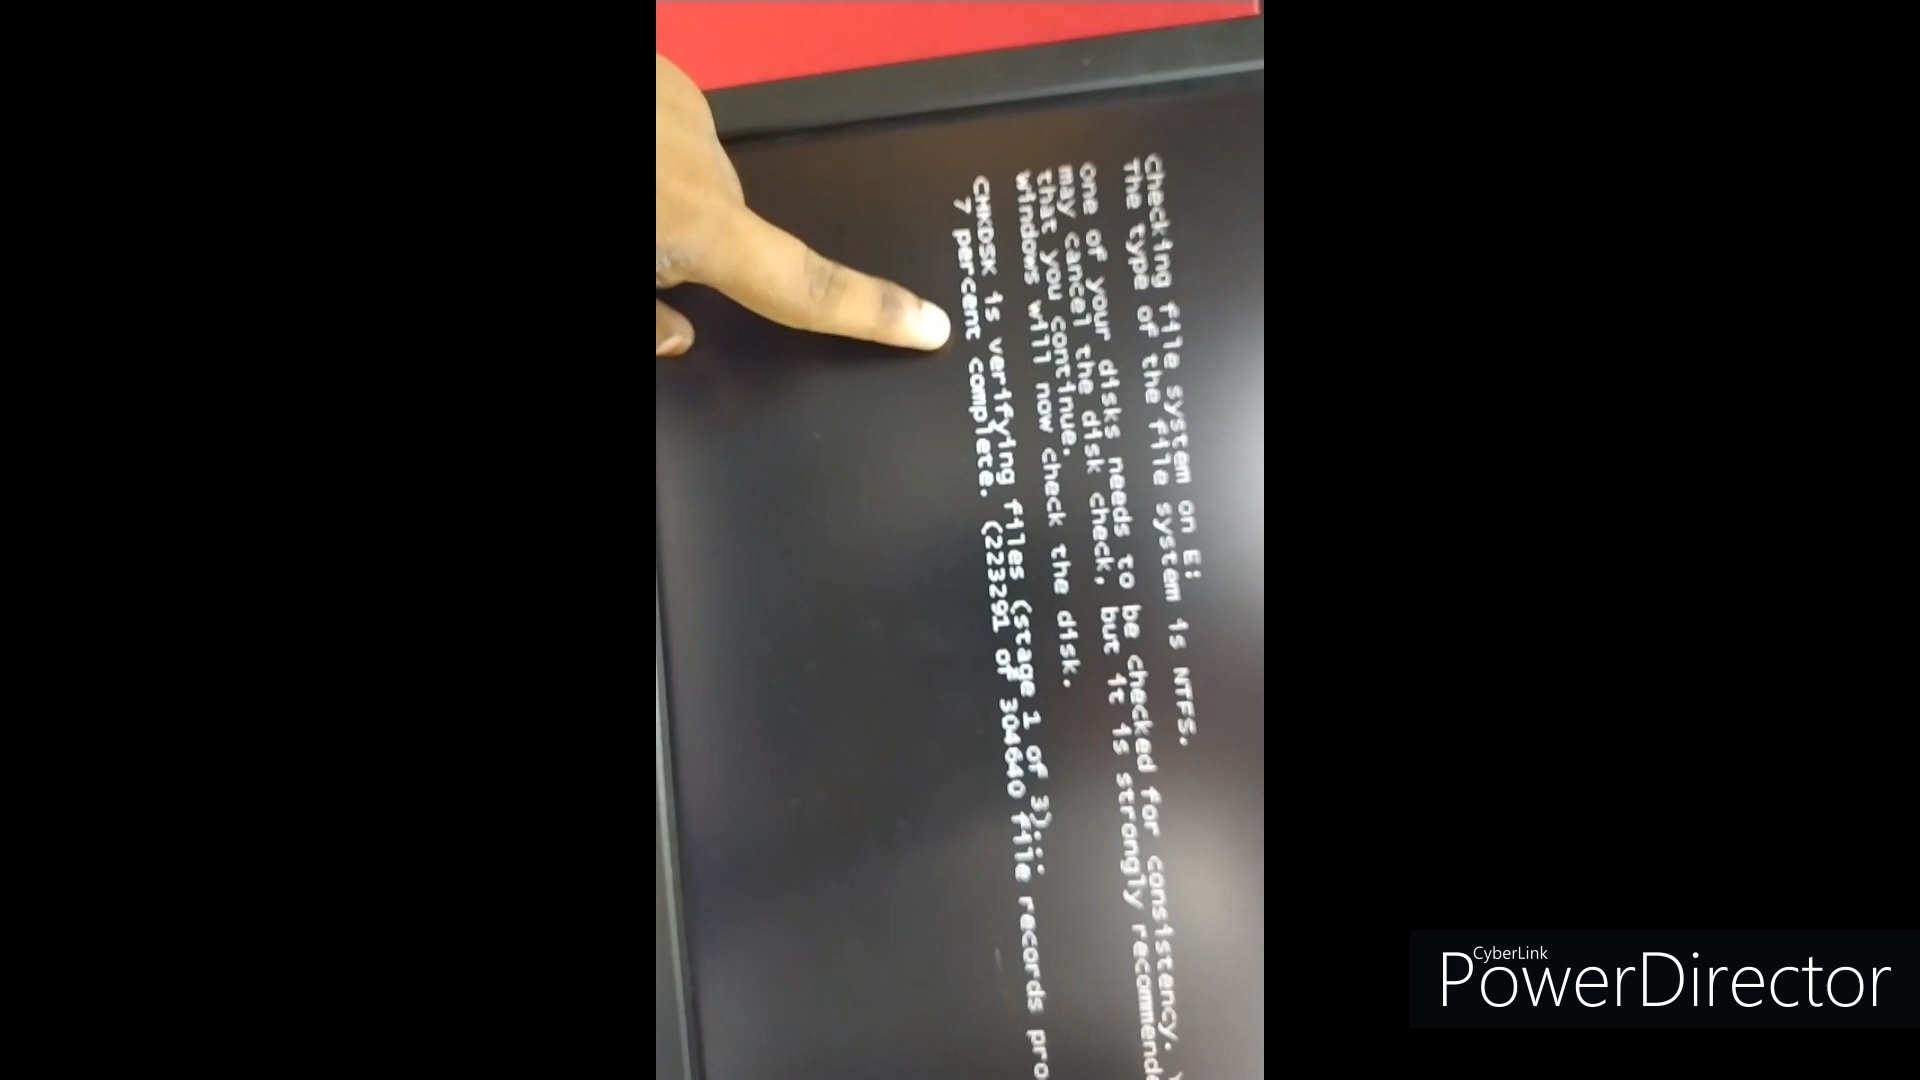 Checking file system on E:
The type of the file system is NTFS.
One of your disks needs to be checked for consistency.
may cancel the disk check, but it is strongly
that you continue.
Windows will now check the disk.
CHKDSK is verifying files (stage 1 of 3)...
7 percent complete. (223291 of 304640 file records
CyberLink
PowerDirector